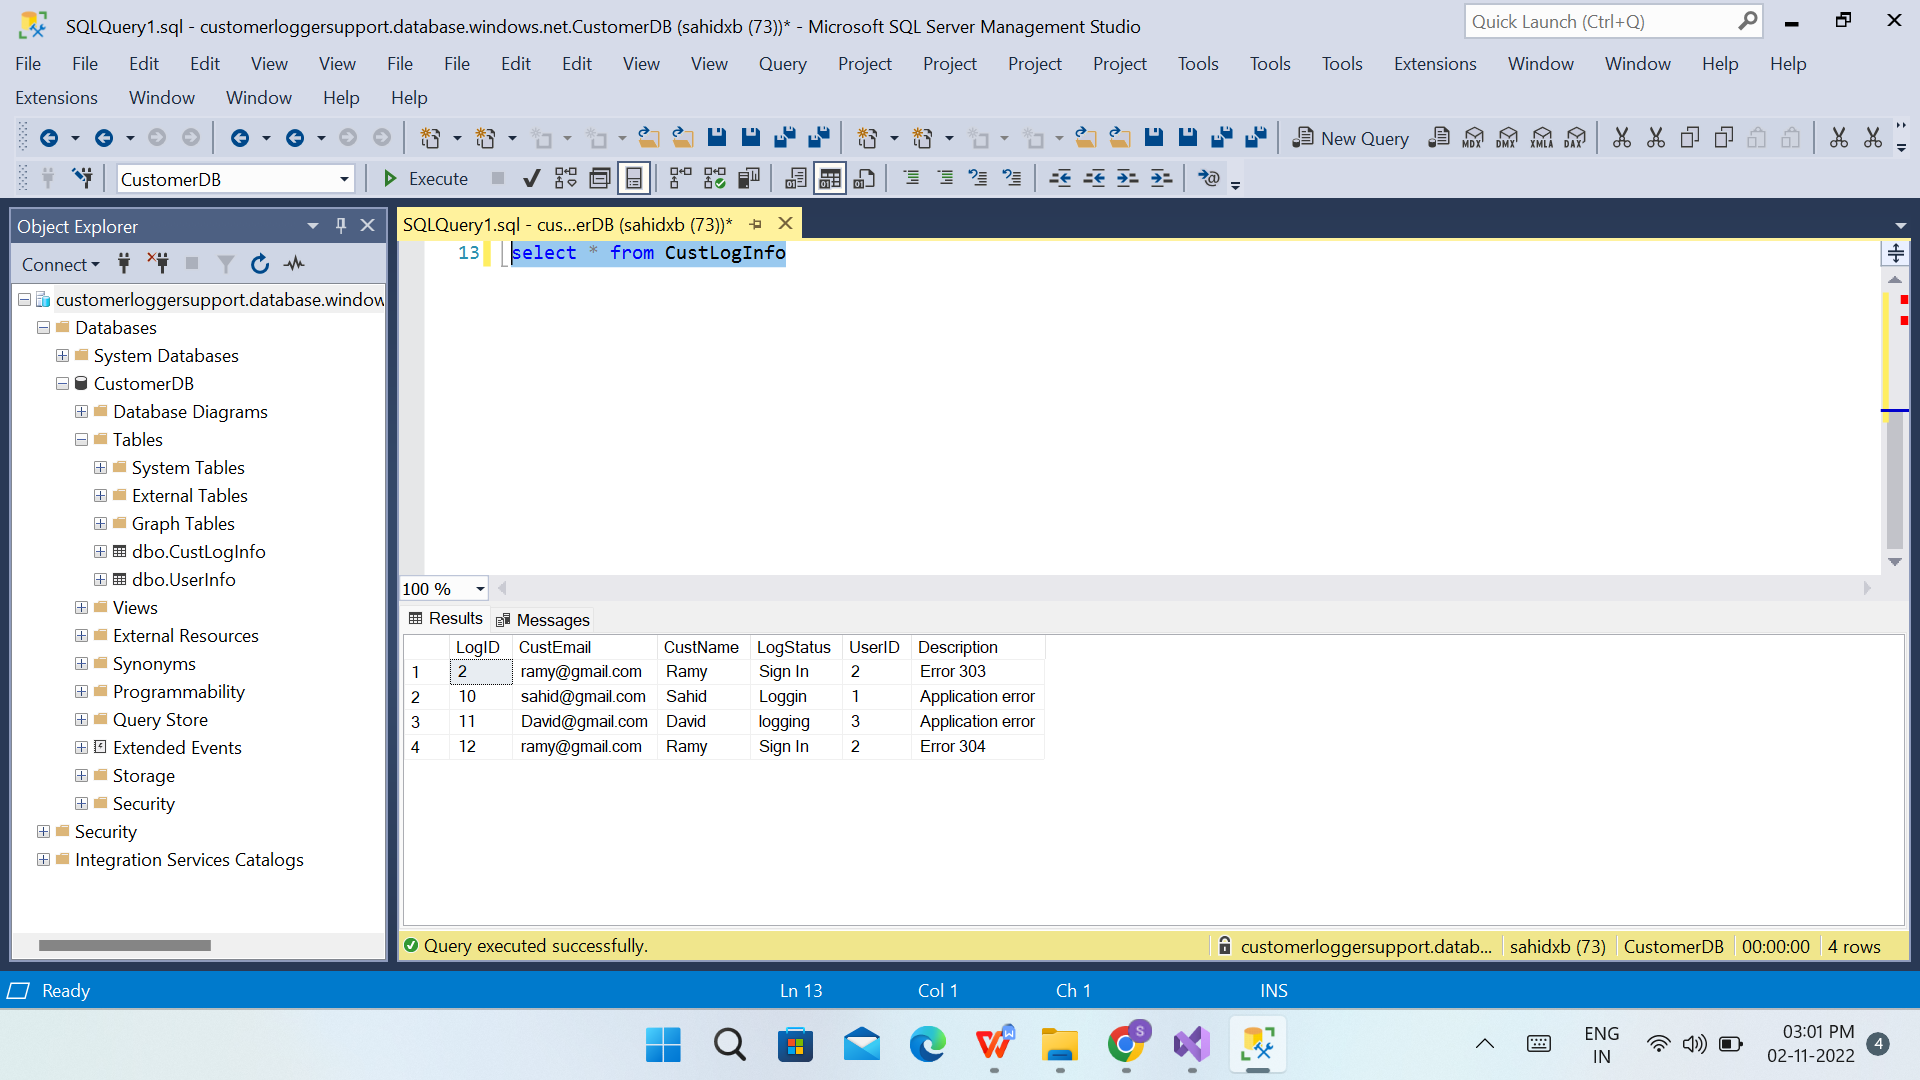 SQLQuery1.sql - customerloggersupport.database.windows.net.CustomerDB (sahidxb (73))* - Microsoft SQL Server Management Studio
Quick Launch (Ctrl+Q)
File File Edit Edit View View File File Edit Edit View View Query Project Project Project Project Tools Tools Tools Extensions Window Window Help Help
Extensions Window Window Help Help
New Query MDX DMX XMLA DAX
CustomerDB Execute
Object Explorer
SQLQuery1.sql - cus...erDB (sahidxb (73))*
Connect
13 select * from CustLogInfo
customerloggersupport.database.window
Databases
System Databases
CustomerDB
Database Diagrams
Tables
System Tables
External Tables
Graph Tables
dbo.CustLogInfo
dbo.UserInfo
Views
External Resources
Synonyms
Programmability
Query Store
Extended Events
Storage
Security
Security
Integration Services Catalogs
100 %
Results Messages
LogID CustEmail CustName LogStatus UserID Description
1 2 ramy@gmail.com Ramy Sign In 2 Error 303
2 10 sahid@gmail.com Sahid Loggin 1 Application error
3 11 David@gmail.com David logging 3 Application error
4 12 ramy@gmail.com Ramy Sign In 2 Error 304
Query executed successfully. customerloggersupport.datab... sahidxb (73) CustomerDB 00:00:00 4 rows
Ready Ln 13 Col 1 Ch 1 INS
ENG
IN
03:01 PM
02-11-2022
4